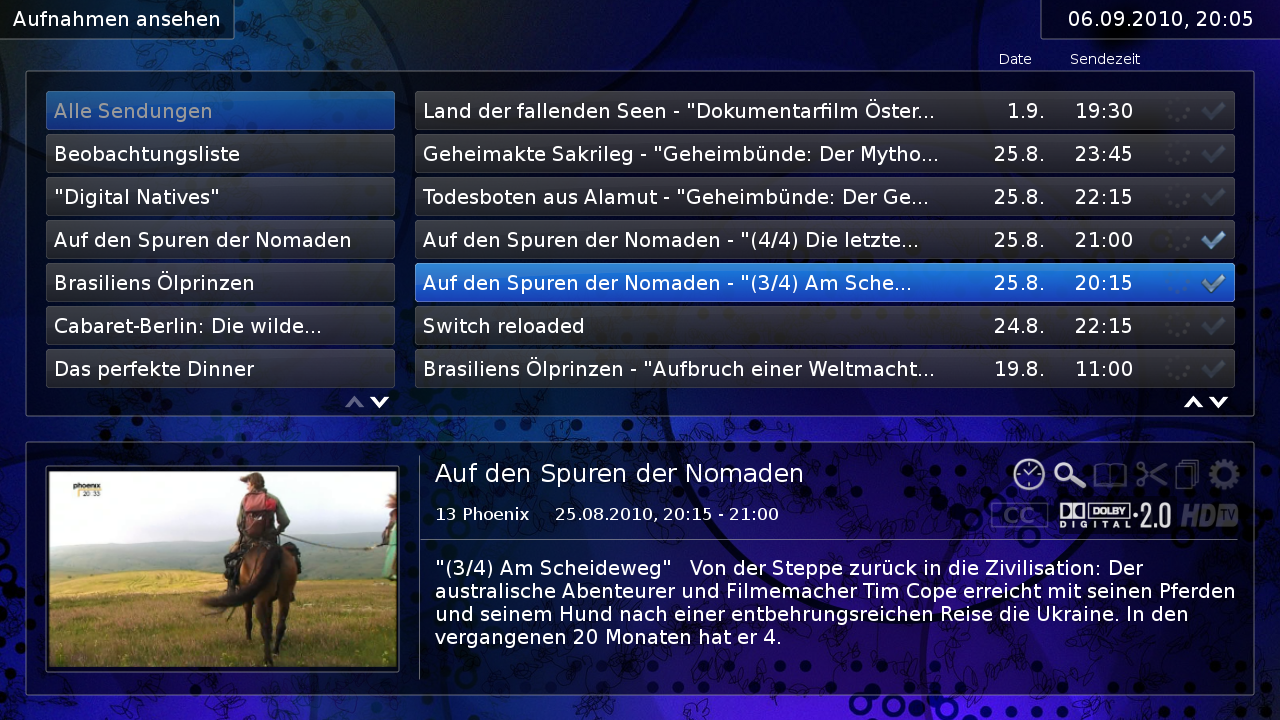 Aufnahmen ansehen
06.09.2010, 20:05
Date Sendezeit
Alle Sendungen
Beobachtungsliste
"Digital Natives"
Auf den Spuren der Nomaden
Brasiliens Ölprinzen
Cabaret-Berlin: Die wilde...
Das perfekte Dinner
Land der fallenden Seen - "Dokumentarfilm Öster... 1.9. 19:30
Geheimakte Sakrileg - "Geheimbünde: Der Mytho... 25.8. 23:45
Todesboten aus Alamut - "Geheimbünde: Der Ge... 25.8. 22:15
Auf den Spuren der Nomaden - "(4/4) Die letzte... 25.8. 21:00
Auf den Spuren der Nomaden - "(3/4) Am Sche... 25.8. 20:15
Switch reloaded 24.8. 22:15
Brasiliens Ölprinzen - "Aufbruch einer Weltmacht... 19.8. 11:00
phoenix
20:33
Auf den Spuren der Nomaden
13 Phoenix 25.08.2010, 20:15 - 21:00
CC DOLBY DIGITAL 2.0 HDTV
"(3/4) Am Scheideweg" Von der Steppe zurück in die Zivilisation: Der
australische Abenteurer und Filmemacher Tim Cope erreicht mit seinen Pferden
und seinem Hund nach einer entbehrungsreichen Reise die Ukraine. In den
vergangenen 20 Monaten hat er 4.